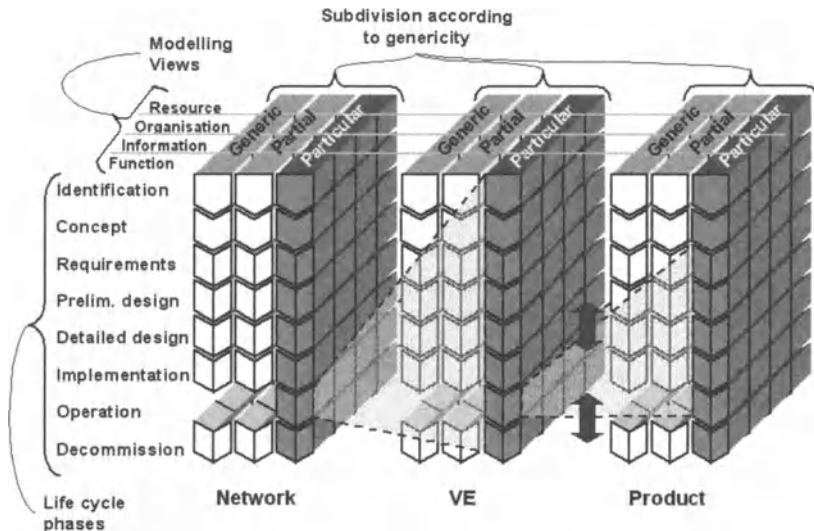 Subdivision according
to genericity
Modelling
Views
Resource
Organisation
Information
Function
Generic
Partial
Particular
Generic
Partial
Particular
Generic
Partial
Particular
Identification
Concept
Requirements
Prelim. design
Detailed design
Implementation
Operation
Decommission
Network
VE
Product
Life cycle
phases